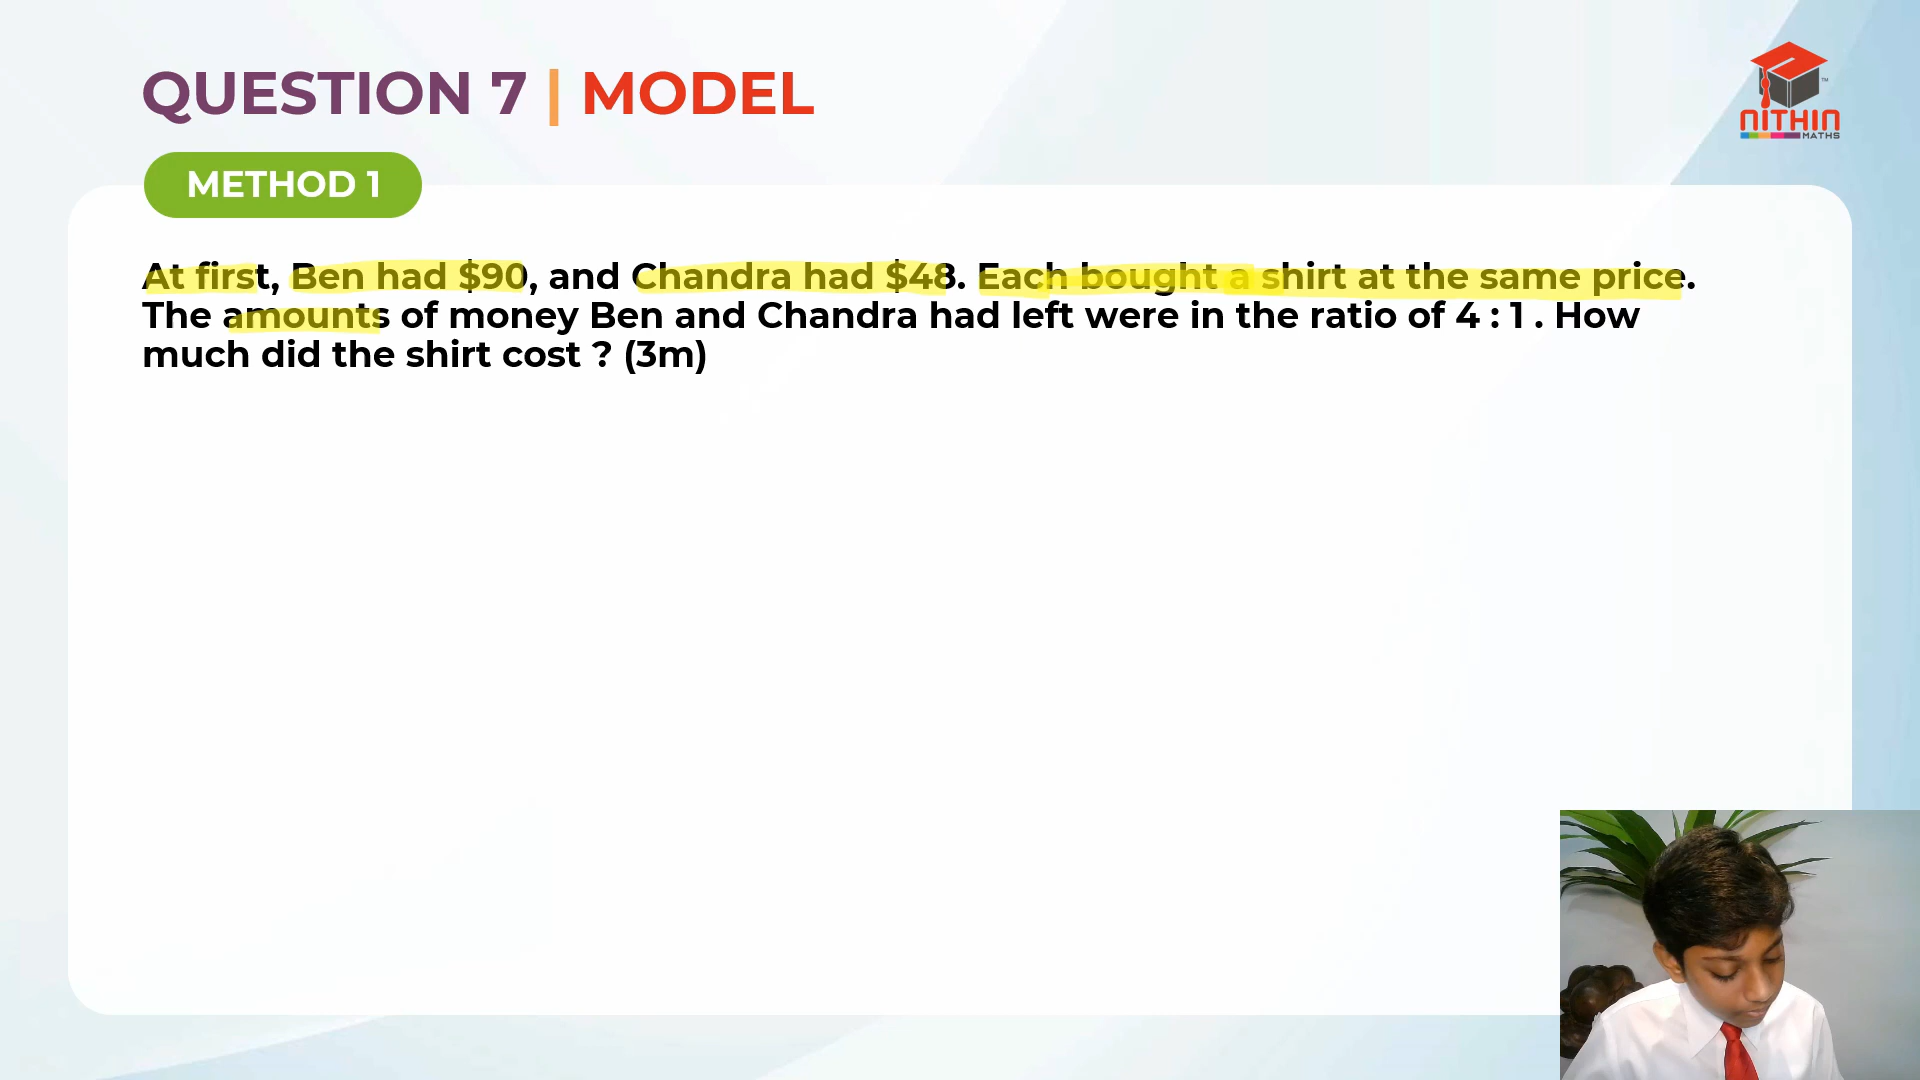 QUESTION 7 | MODEL
NITHIN
MATHS
TM
METHOD 1
At first, Ben had $90, and Chandra had $48. Each bought a shirt at the same price.
The amounts of money Ben and Chandra had left were in the ratio of 4 : 1 . How
much did the shirt cost ? (3m)